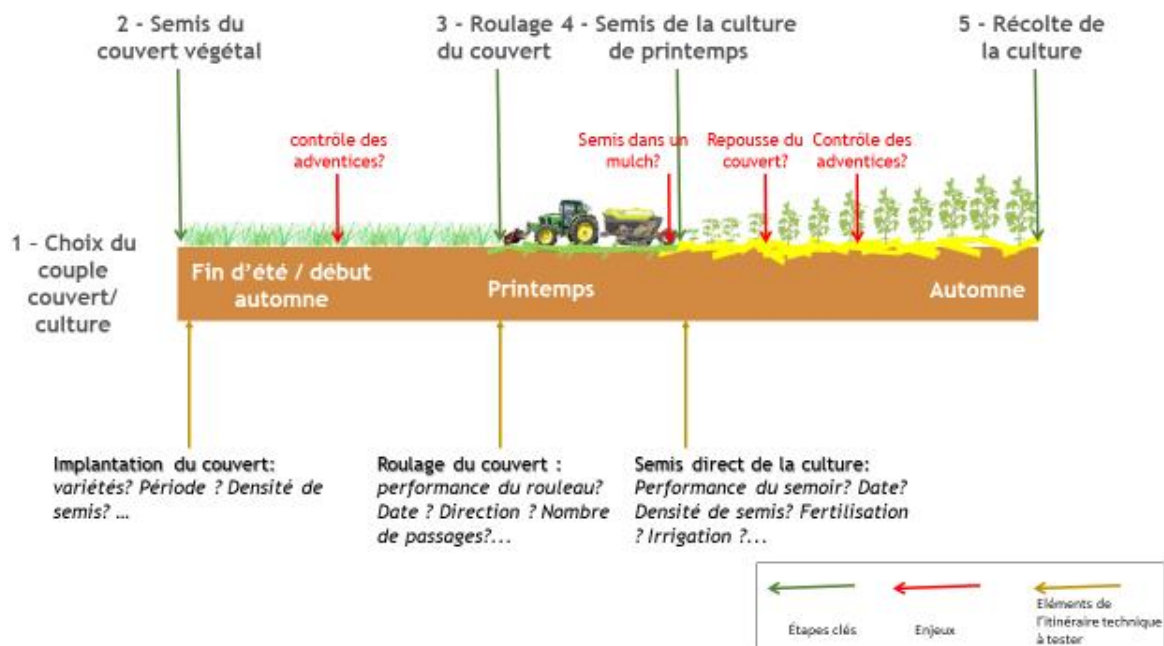 2 - Semis du
couvert végétal
3 - Roulage
du couvert
4 - Semis de la culture
de printemps
5 - Récolte de
la culture
contrôle des
adventices?
Semis dans un
mulch?
Repousse du
couvert?
Contrôle des
adventices?
1 - Choix du
couple
couvert/
culture
Fin d'été / début
automne
Printemps
Automne
Implantation du couvert:
variétés? Période ? Densité de
semis? ...
Roulage du couvert :
performance du rouleau?
Date ? Direction ? Nombre
de passages?...
Semis direct de la culture:
Performance du semoir? Date?
Densité de semis? Fertilisation
? Irrigation ?...
Étapes clés
Enjeux
Eléments de
l'itinéraire technique
à tester